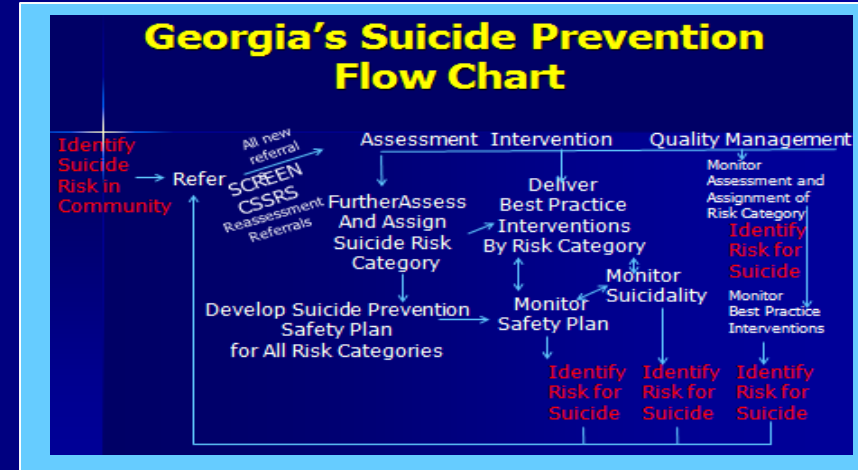 Georgia's Suicide Prevention
Flow Chart
Identify
Suicide
Risk in
Community
Refer
All new
referral
SCREEN
CSSRS
Reassessment
Referrals
Assessment
FurtherAssess
And Assign
Suicide Risk
Category
Develop Suicide Prevention
Safety Plan
for All Risk Categories
Intervention
Deliver
Best Practice
Interventions
By Risk Category
Monitor
Safety Plan
Monitor
Suicidality
Quality Management
Monitor
Assessment and
Assignment of
Risk Category
Identify
Risk for
Suicide
Monitor
Best Practice
Interventions
Identify
Risk for
Suicide
Identify
Risk for
Suicide
Identify
Risk for
Suicide